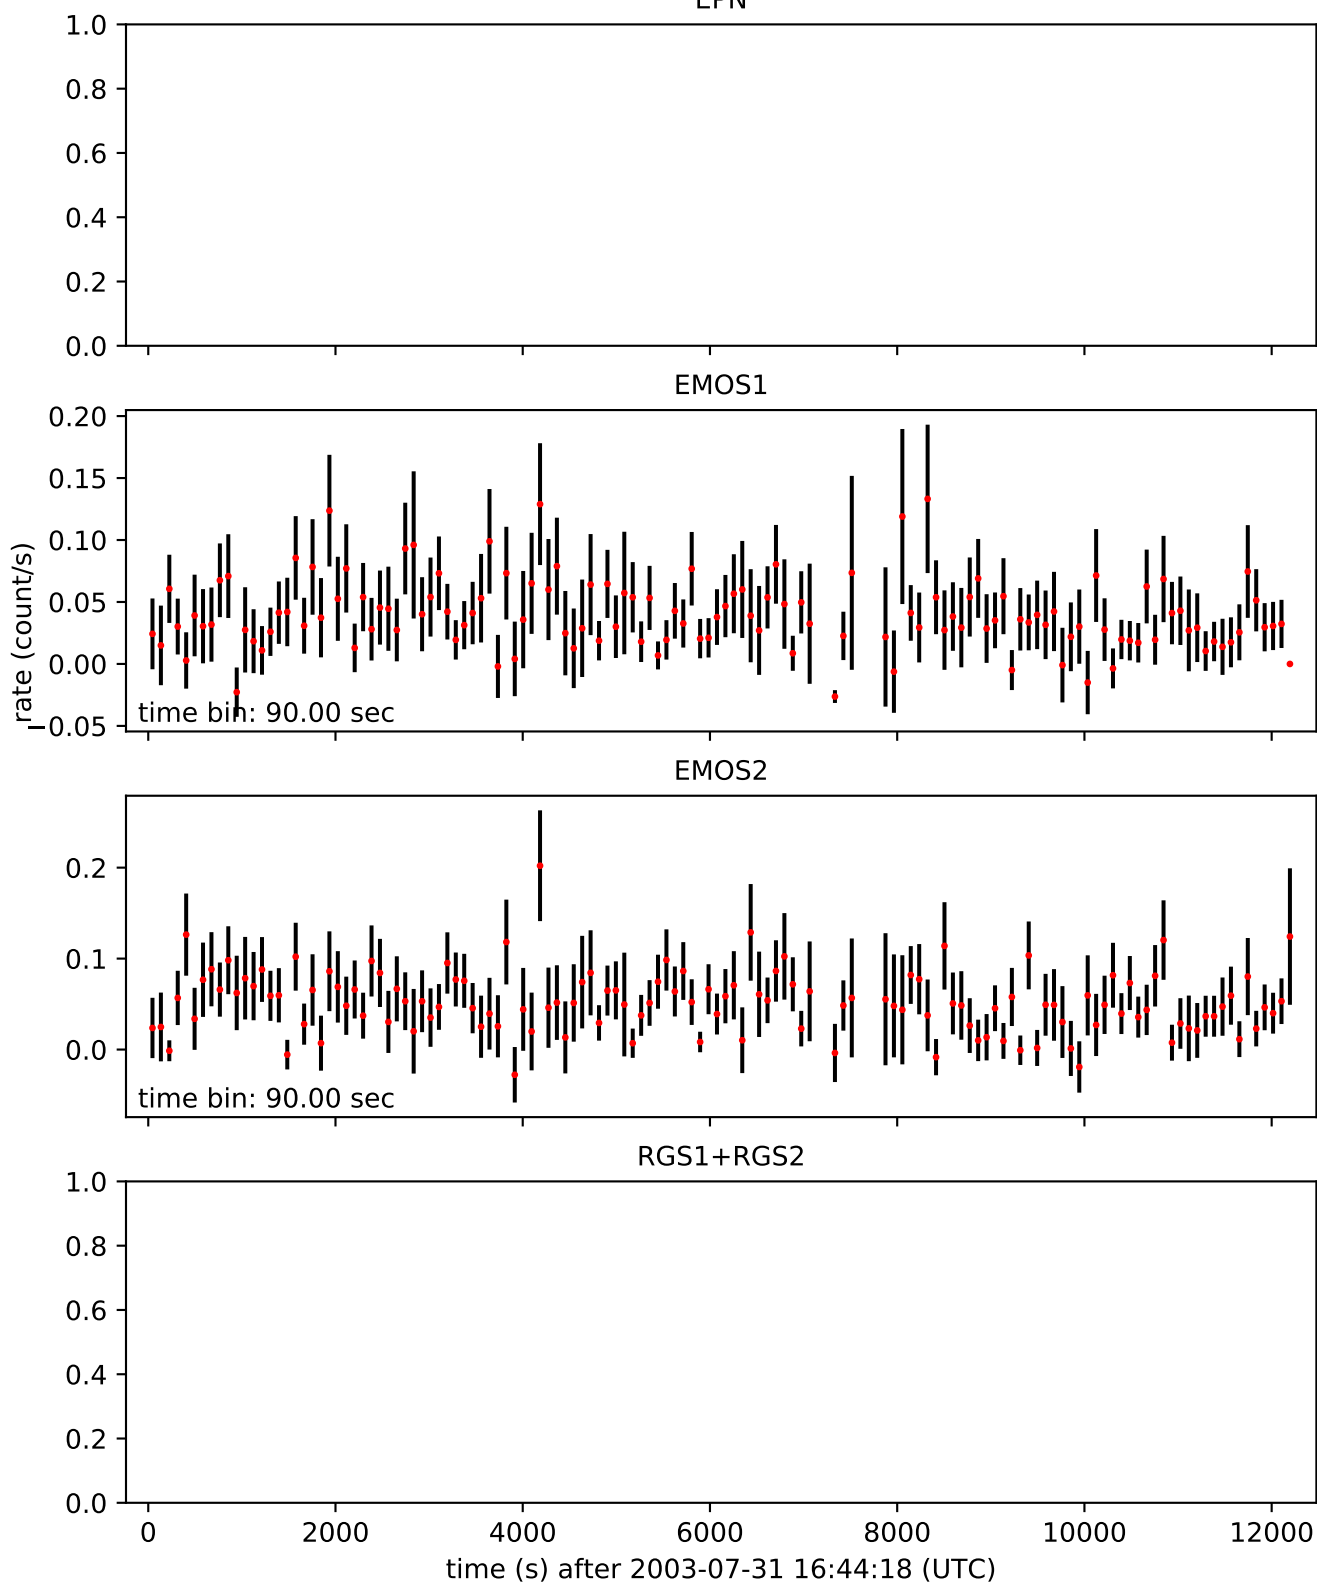 EPN
1.0
0.8
0.6
0.4
0.2
0.0
EMOS1
0.20
0.15
0.10
0.05
0.00
−0.05
rate (count/s)
time bin: 90.00 sec
EMOS2
0.2
0.1
0.0
time bin: 90.00 sec
RGS1+RGS2
1.0
0.8
0.6
0.4
0.2
0.0
0 2000 4000 6000 8000 10000 12000
time (s) after 2003-07-31 16:44:18 (UTC)